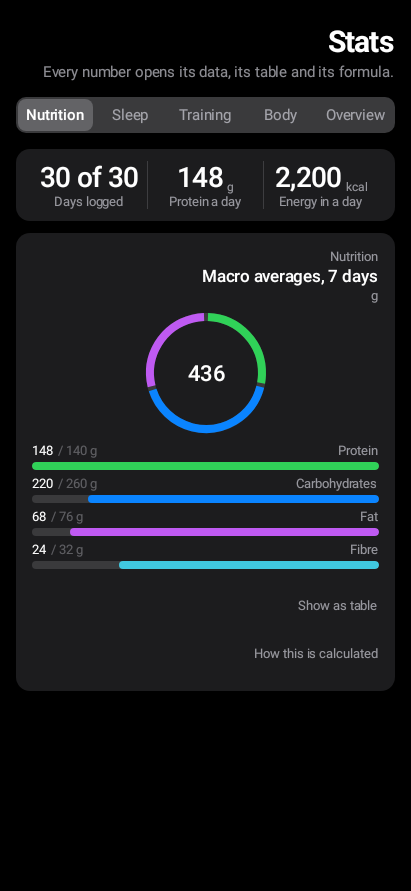 Stats
Every number opens its data, its table and its formula.
Nutrition Sleep Training Body Overview
30 of 30 148 g 2,200 kcal
Days logged Protein a day Energy in a day
Nutrition
Macro averages, 7 days
g
436
148 / 140 g Protein
220 / 260 g Carbohydrates
68 / 76 g Fat
24 / 32 g Fibre
Show as table
How this is calculated